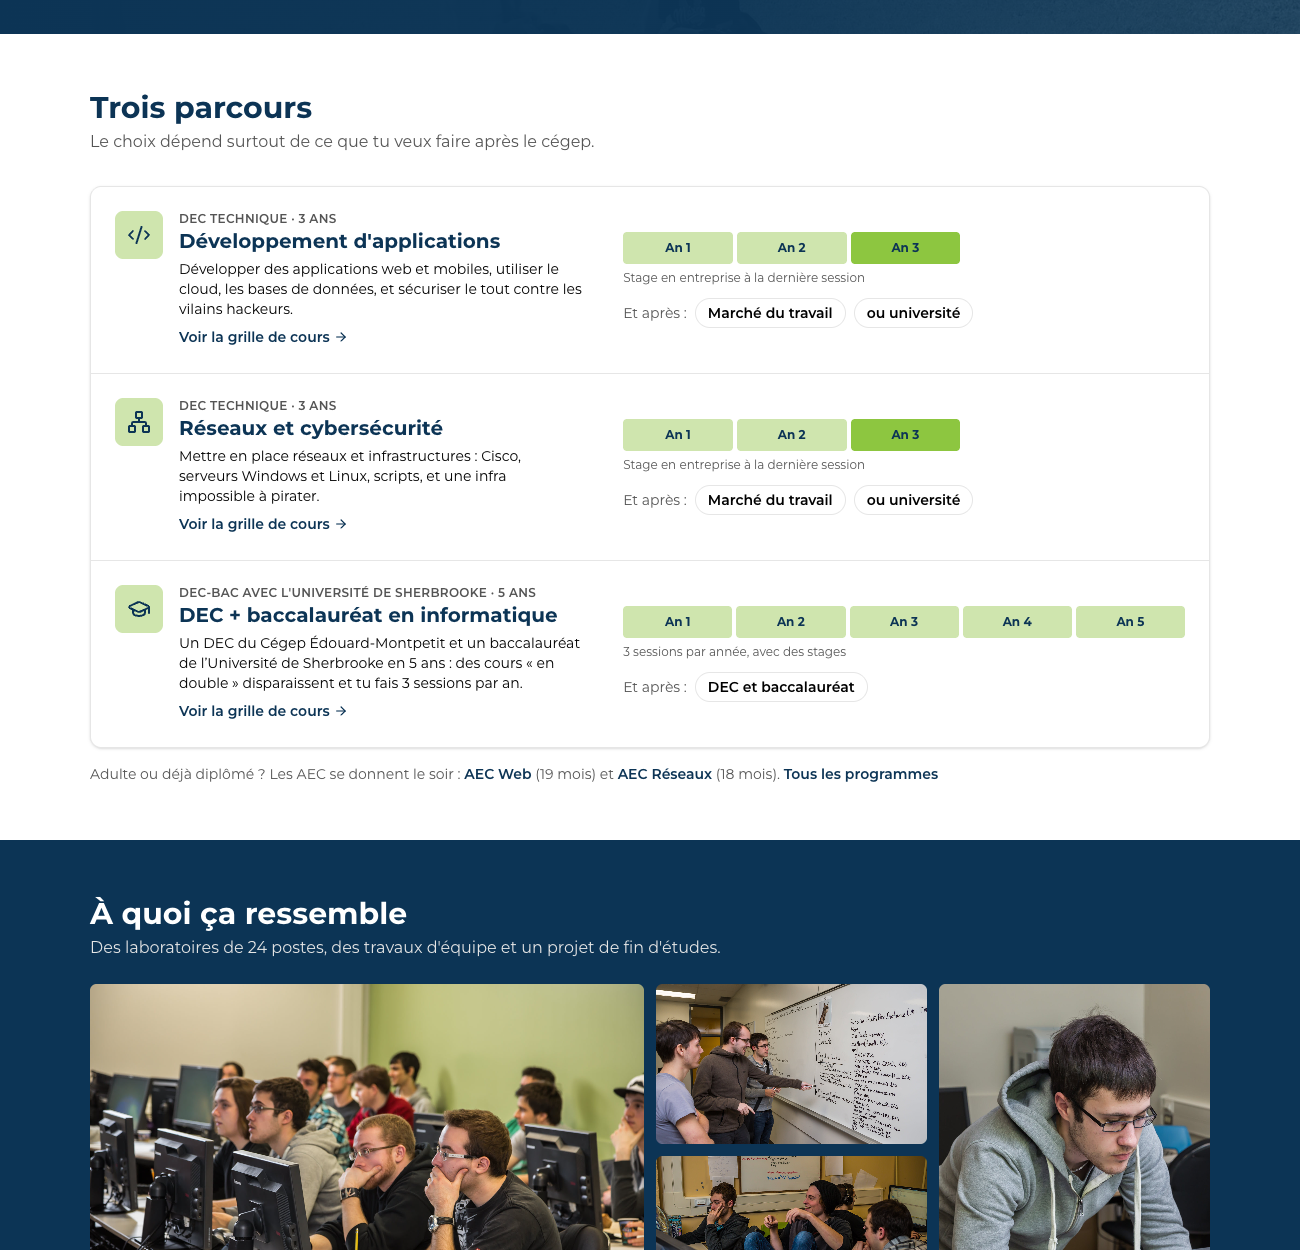 Trois parcours
Le choix dépend surtout de ce que tu veux faire après le cégep.
DEC TECHNIQUE · 3 ANS
Développement d'applications
Développer des applications web et mobiles, utiliser le
cloud, les bases de données, et sécuriser le tout contre les
vilains hackeurs.
Voir la grille de cours →
An 1 An 2 An 3
Stage en entreprise à la dernière session
Et après : Marché du travail ou université
DEC TECHNIQUE · 3 ANS
Réseaux et cybersécurité
Mettre en place réseaux et infrastructures : Cisco,
serveurs Windows et Linux, scripts, et une infra
impossible à pirater.
Voir la grille de cours →
An 1 An 2 An 3
Stage en entreprise à la dernière session
Et après : Marché du travail ou université
DEC-BAC AVEC L'UNIVERSITÉ DE SHERBROOKE · 5 ANS
DEC + baccalauréat en informatique
Un DEC du Cégep Édouard-Montpetit et un baccalauréat
de l’Université de Sherbrooke en 5 ans : des cours « en
double » disparaissent et tu fais 3 sessions par an.
Voir la grille de cours →
An 1 An 2 An 3 An 4 An 5
3 sessions par année, avec des stages
Et après : DEC et baccalauréat
Adulte ou déjà diplômé ? Les AEC se donnent le soir : AEC Web (19 mois) et AEC Réseaux (18 mois). Tous les programmes
À quoi ça ressemble
Des laboratoires de 24 postes, des travaux d'équipe et un projet de fin d'études.